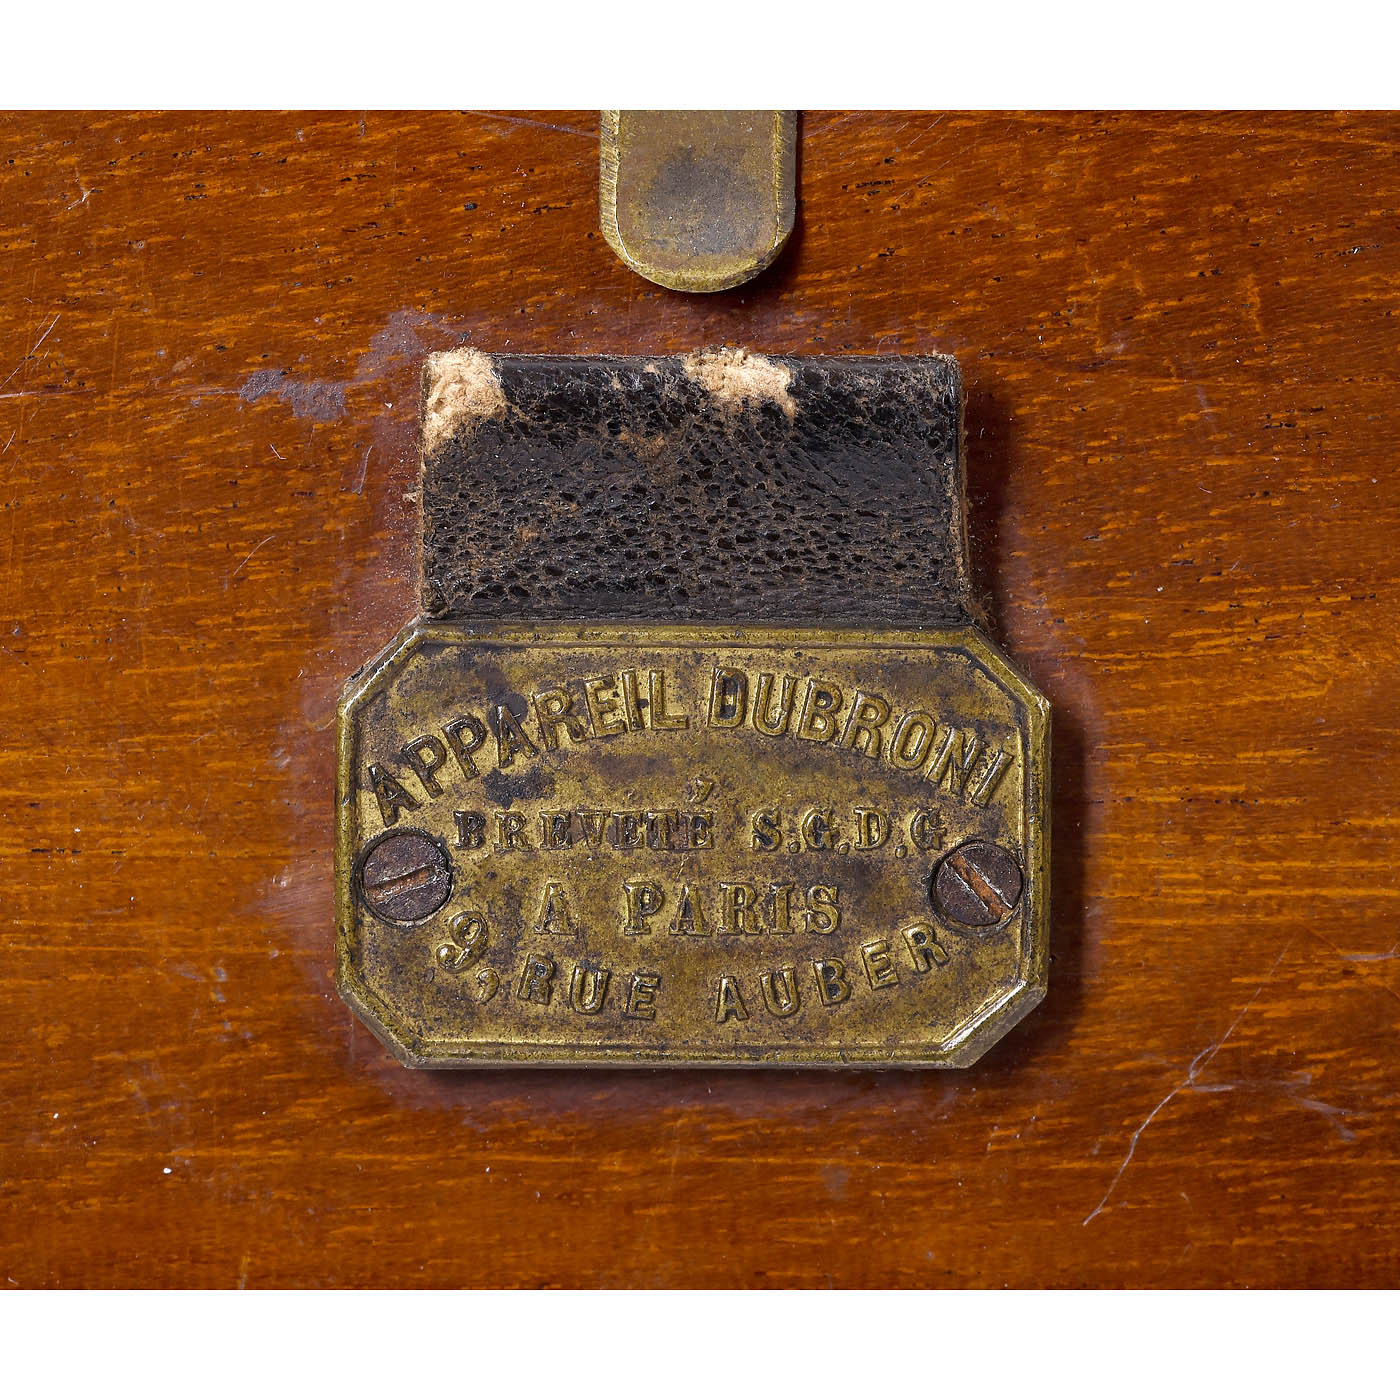 APPAREIL DUBRONI
BREVETÉ S.G.D.G
A PARIS
9, RUE AUBER